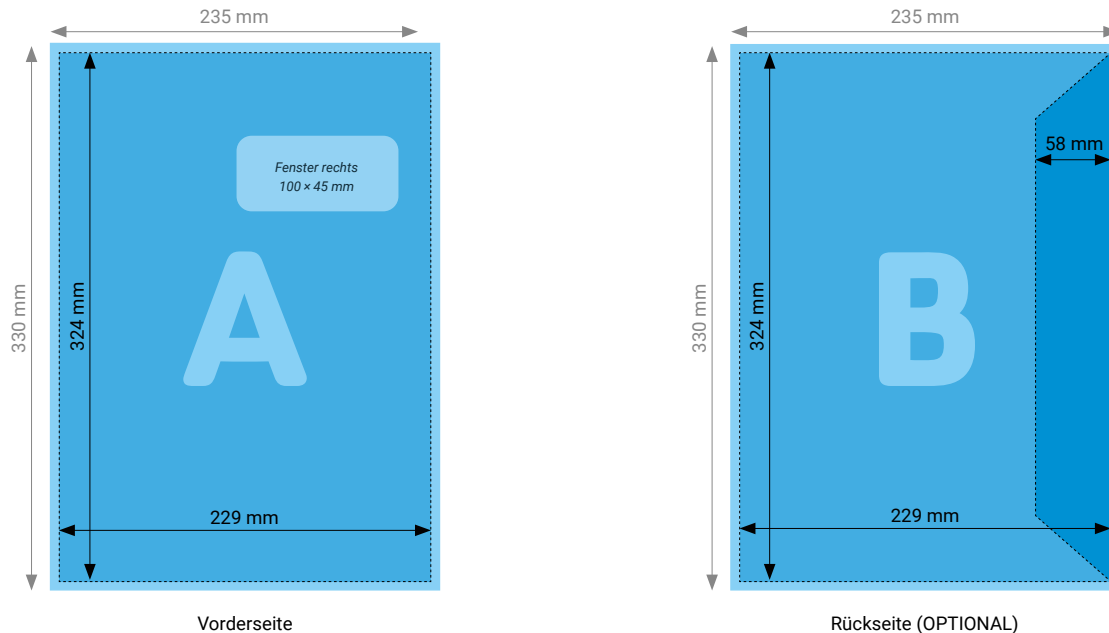 235 mm
235 mm
Fenster rechts
100 × 45 mm
58 mm
A
B
330 mm
324 mm
330 mm
324 mm
229 mm
229 mm
Vorderseite
Rückseite (OPTIONAL)